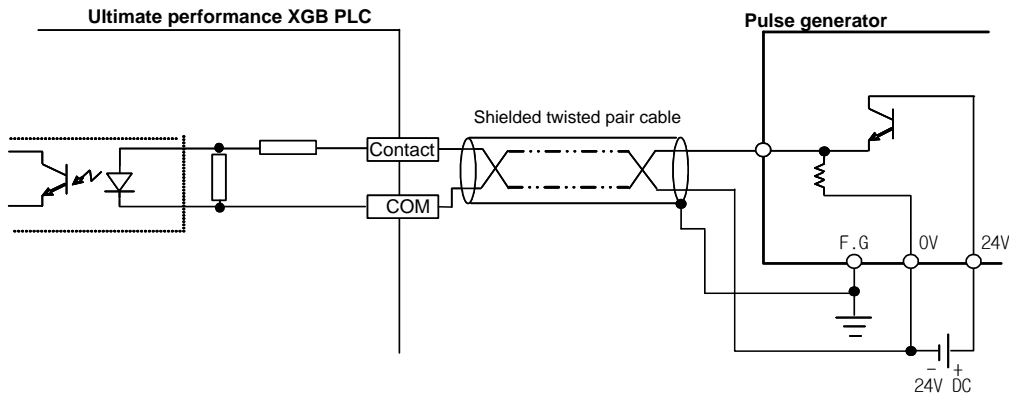 Ultimate performance XGB PLC
Pulse generator
Shielded twisted pair cable
Contact
COM
F.G
0V
24V
- +
24V DC